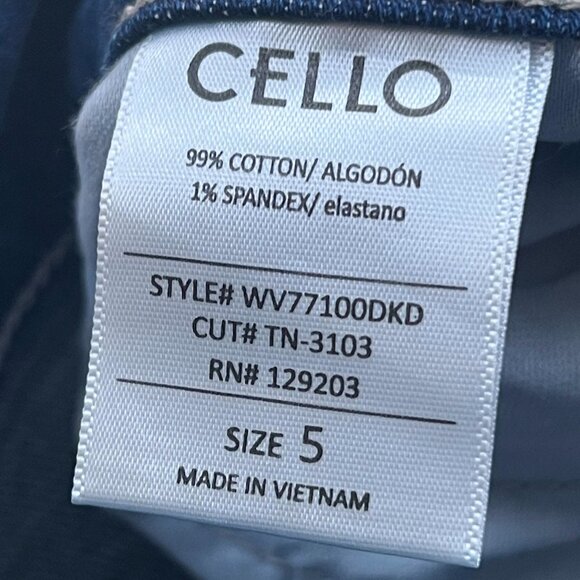 CELLO
99% COTTON/ ALGODÓN
1% SPANDEX/ elastano
STYLE# WV77100DKD
CUT# TN-3103
RN# 129203
SIZE 5
MADE IN VIETNAM